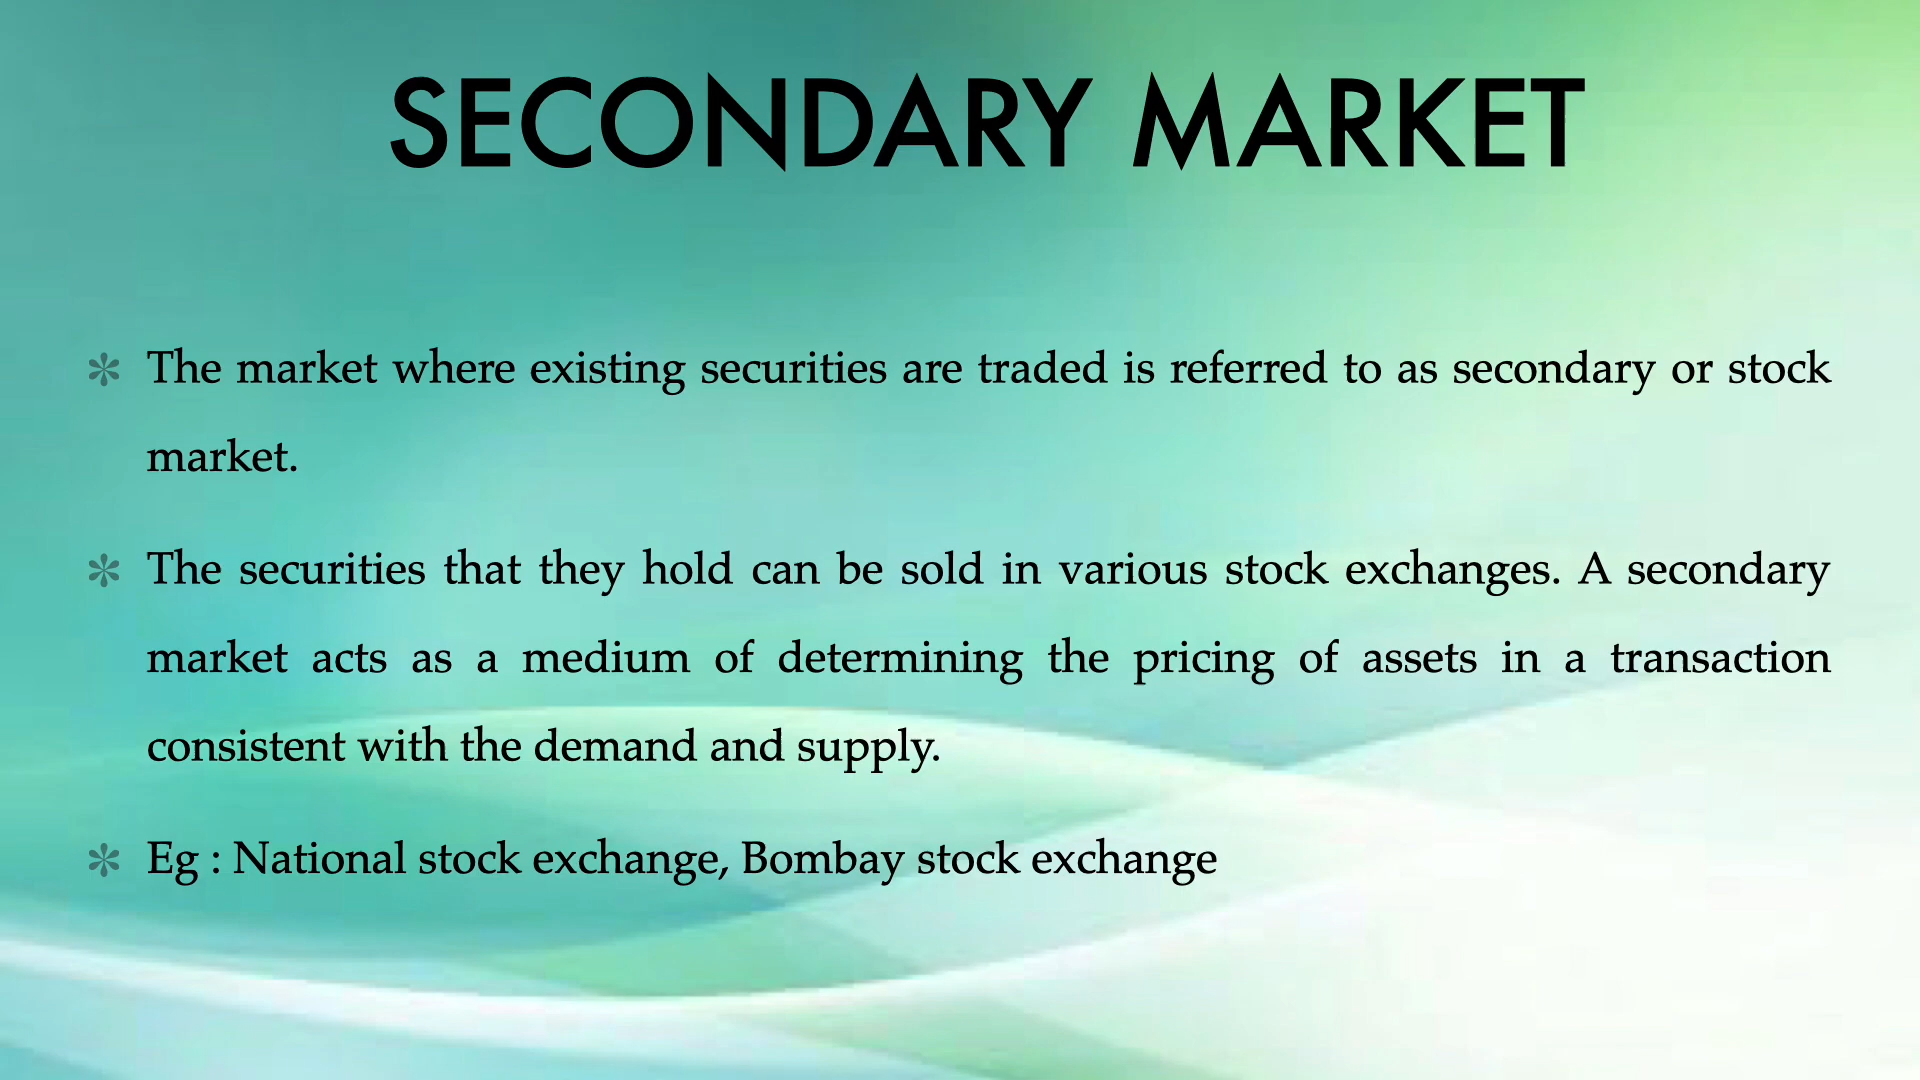 SECONDARY MARKET
✼ The market where existing securities are traded is referred to as secondary or stock
market.
✼ The securities that they hold can be sold in various stock exchanges. A secondary
market acts as a medium of determining the pricing of assets in a transaction
consistent with the demand and supply.
✼ Eg : National stock exchange, Bombay stock exchange